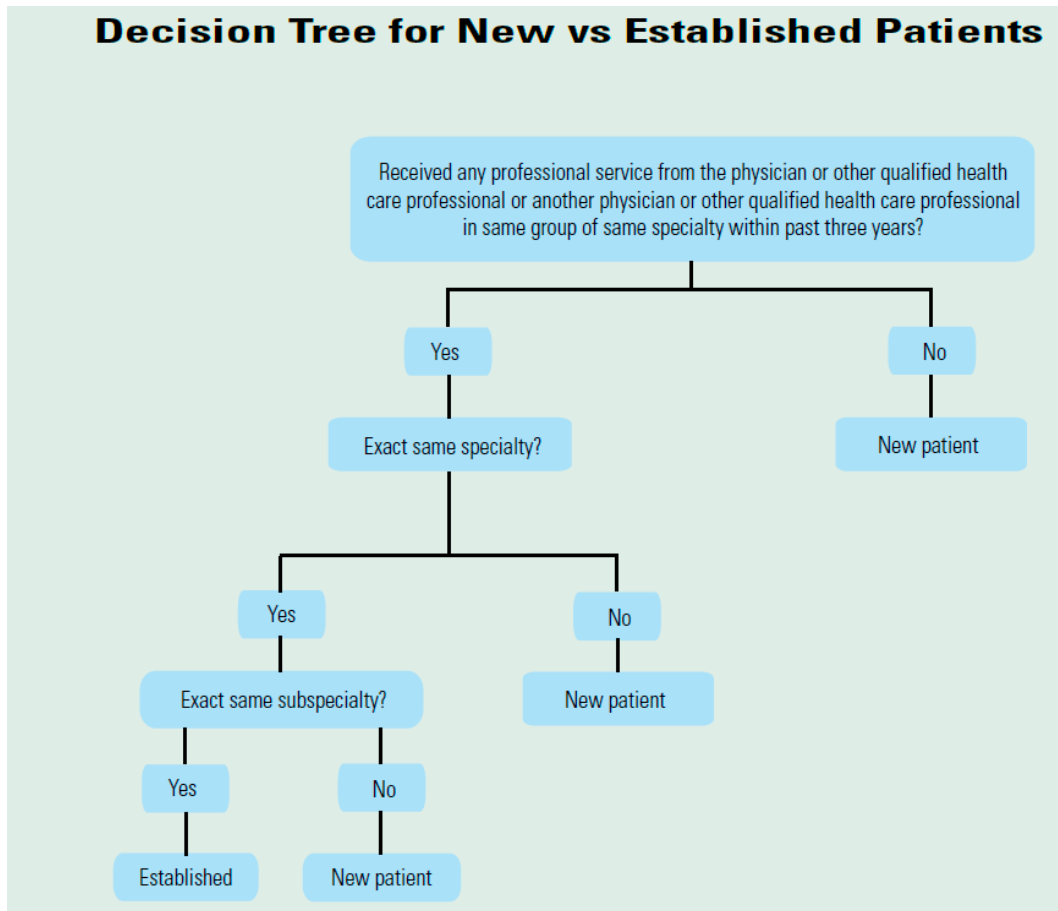 Decision Tree for New vs Established Patients
Received any professional service from the physician or other qualified health
care professional or another physician or other qualified health care professional
in same group of same specialty within past three years?
Yes
No
Exact same specialty?
New patient
Yes
No
Exact same subspecialty?
New patient
Yes
No
Established
New patient